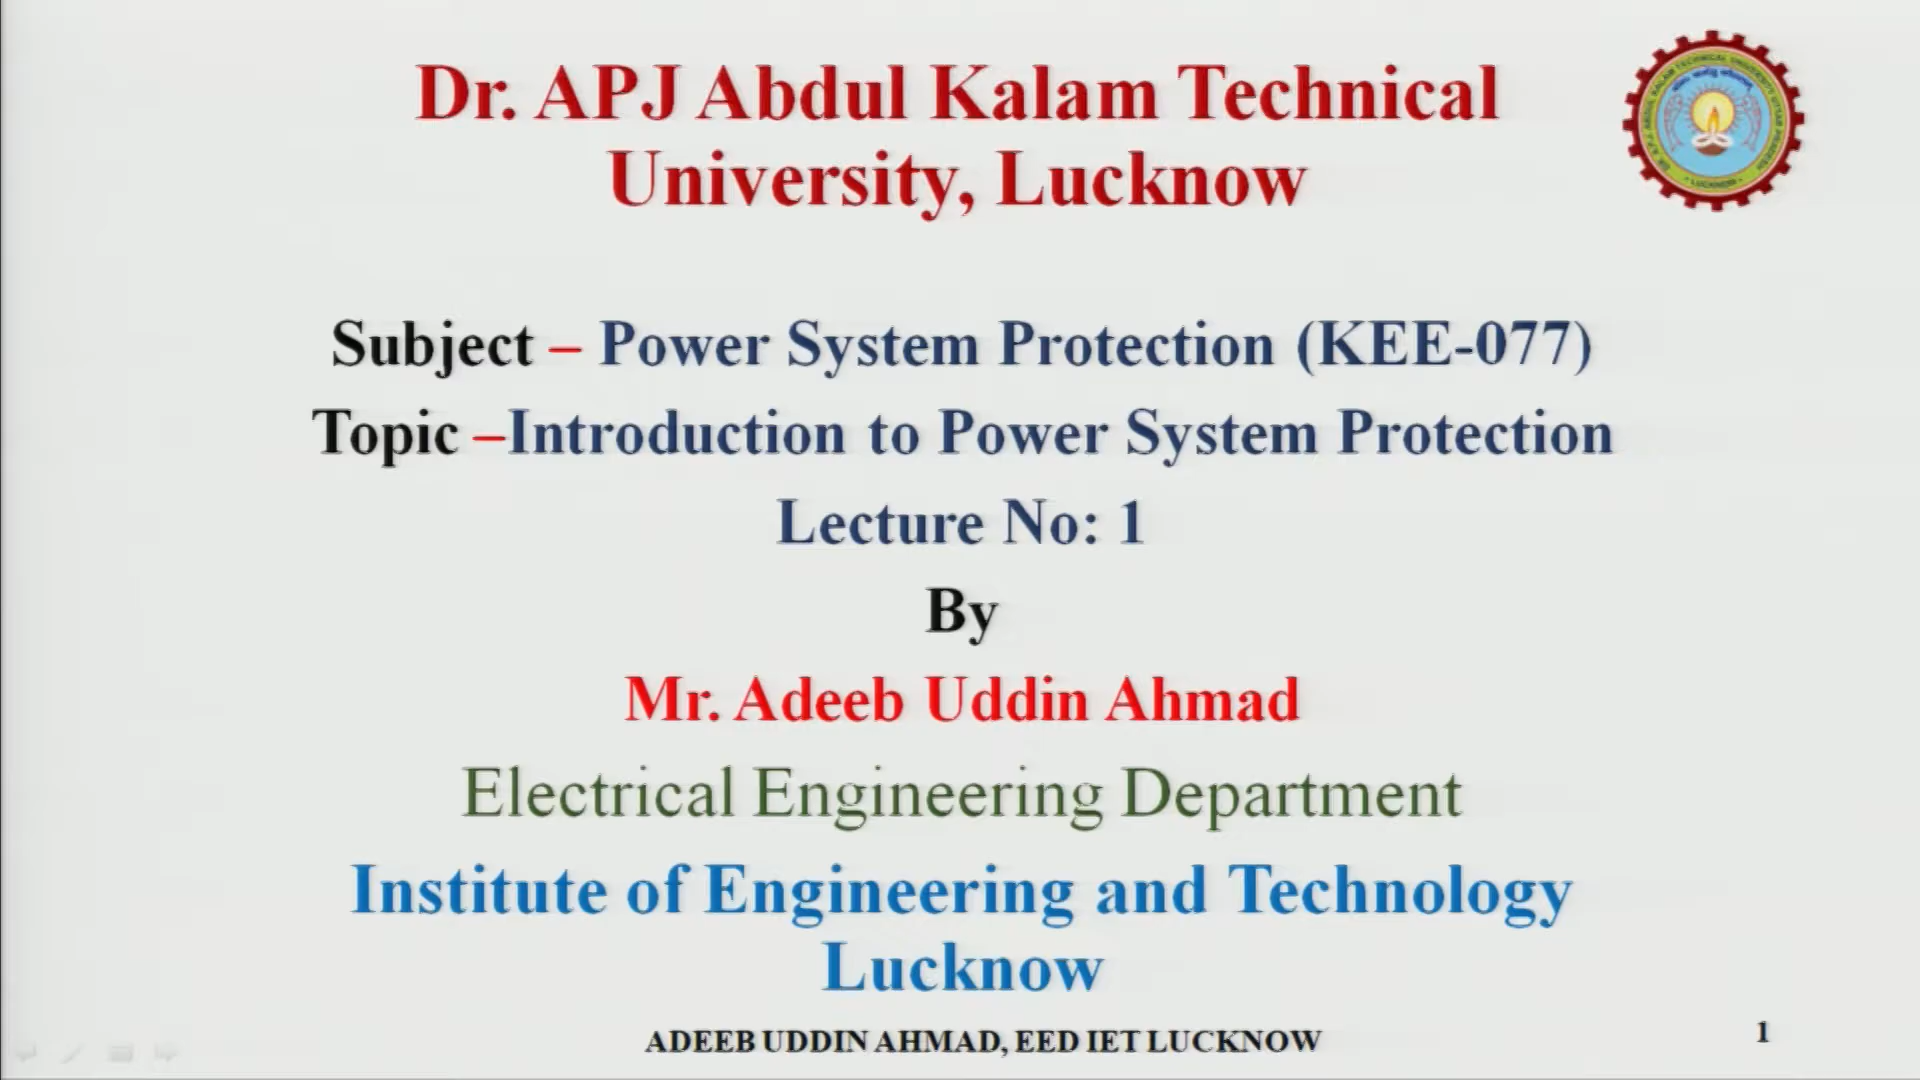 Dr. APJ Abdul Kalam Technical
University, Lucknow
Subject – Power System Protection (KEE-077)
Topic –Introduction to Power System Protection
Lecture No: 1
By
Mr. Adeeb Uddin Ahmad
Electrical Engineering Department
Institute of Engineering and Technology
Lucknow
ADEEB UDDIN AHMAD, EED IET LUCKNOW
1